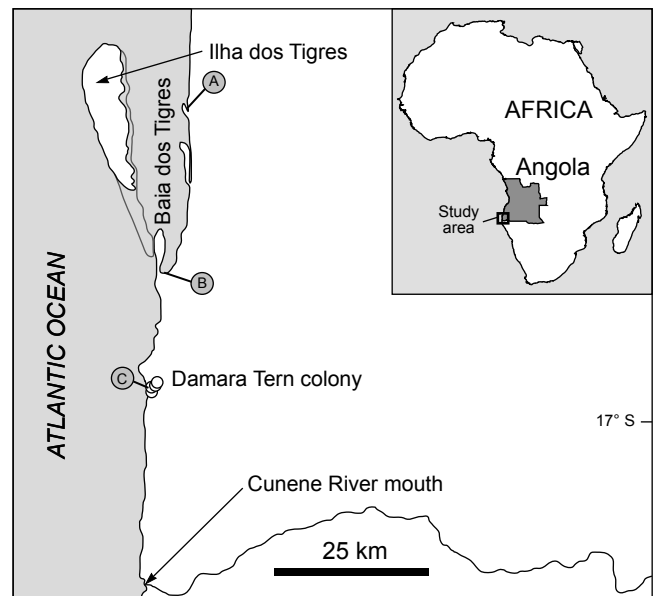 Ilha dos Tigres
A
Baia dos Tigres
B
ATLANTIC OCEAN
C
Damara Tern colony
17° S
Cunene River mouth
25 km
AFRICA
Angola
Study
area